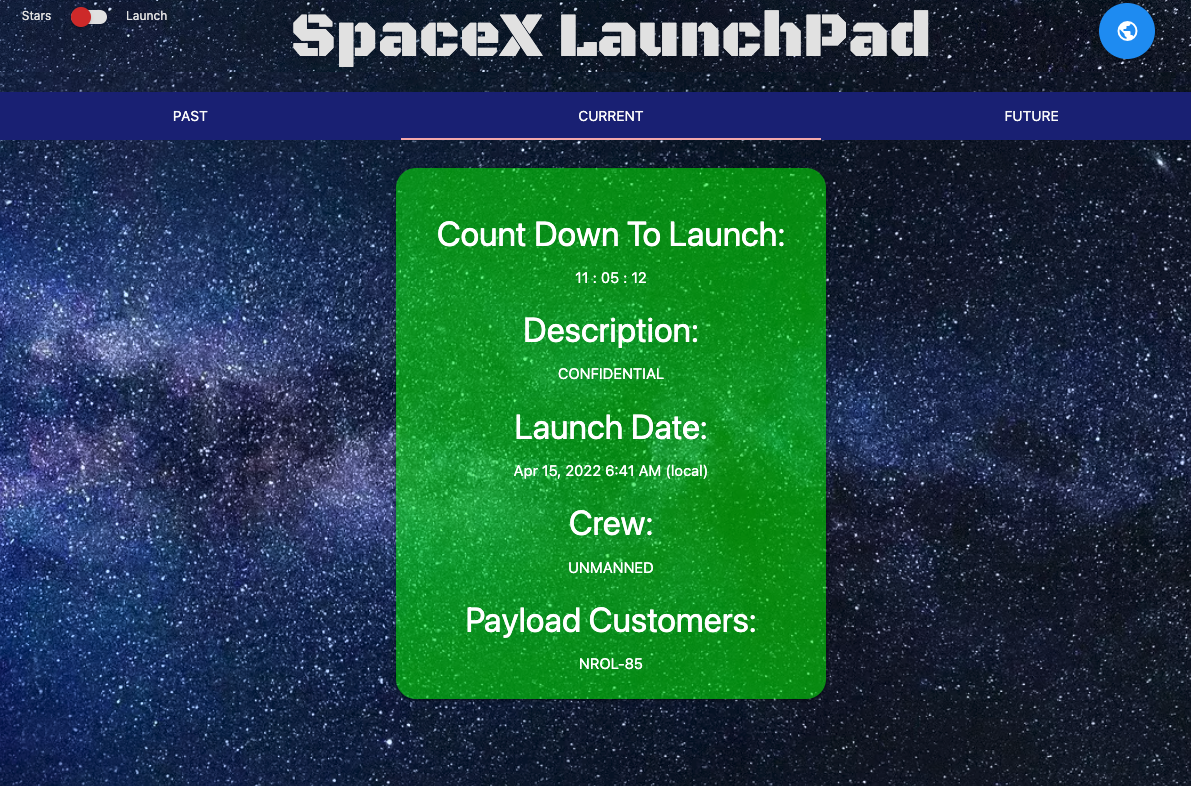 Stars Launch
SpaceX LaunchPad
PAST CURRENT FUTURE
Count Down To Launch:
11 : 05 : 12
Description:
CONFIDENTIAL
Launch Date:
Apr 15, 2022 6:41 AM (local)
Crew:
UNMANNED
Payload Customers:
NROL-85